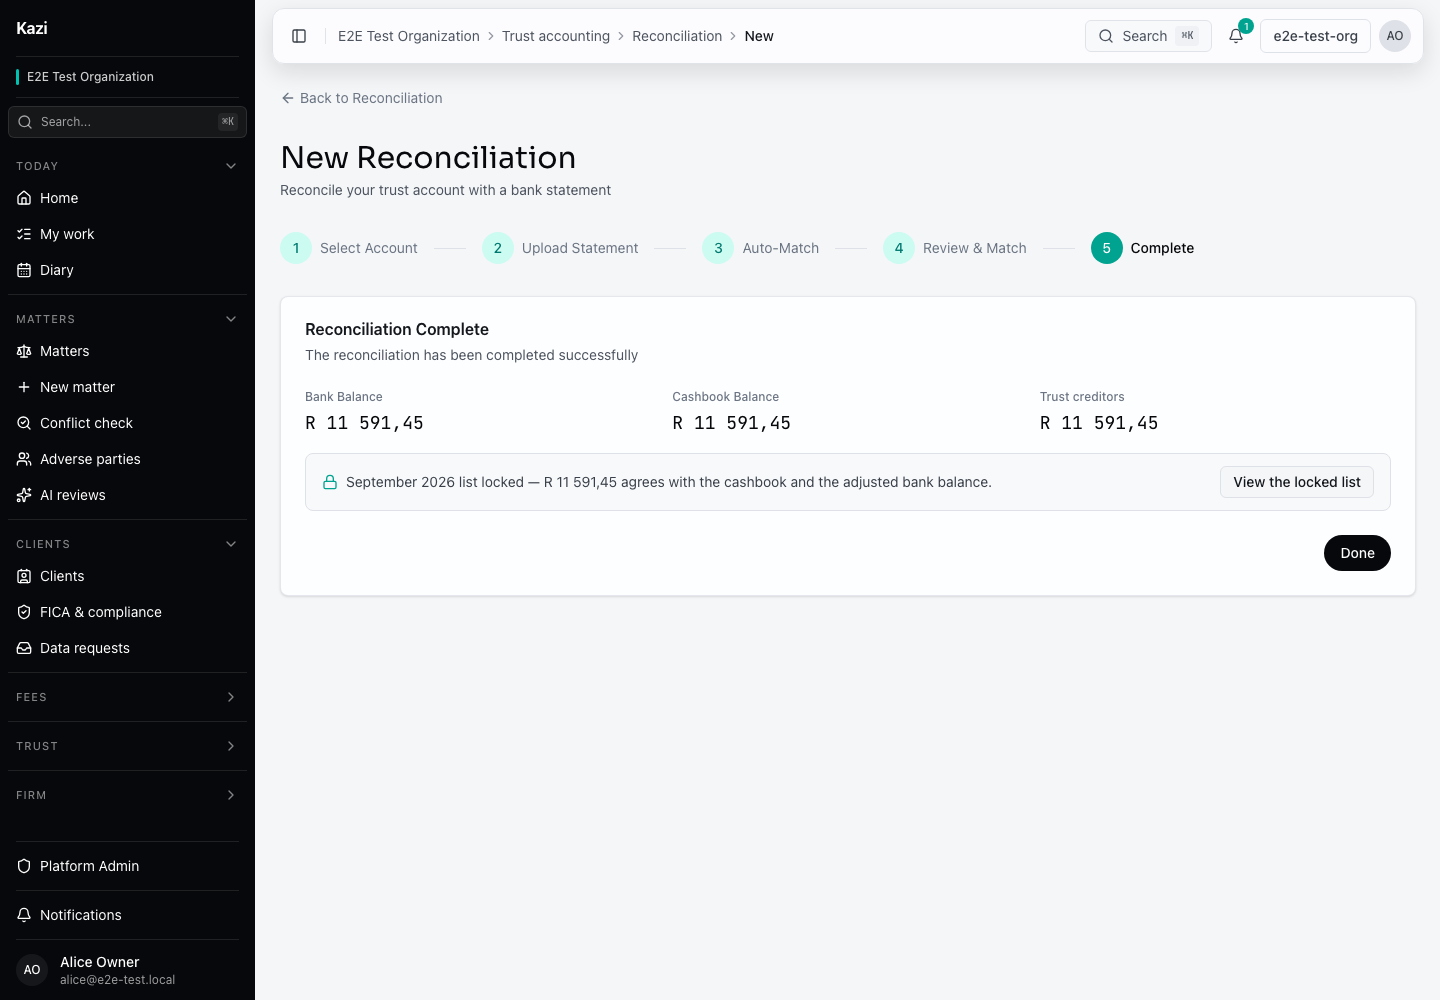 Kazi
E2E Test Organization
Search... ⌘K
TODAY
Home
My work
Diary
MATTERS
Matters
New matter
Conflict check
Adverse parties
AI reviews
CLIENTS
Clients
FICA & compliance
Data requests
FEES
TRUST
FIRM
Platform Admin
Notifications
AO
Alice Owner
alice@e2e-test.local
E2E Test Organization > Trust accounting > Reconciliation > New
Search ⌘K
1
e2e-test-org
AO
Back to Reconciliation
New Reconciliation
Reconcile your trust account with a bank statement
1 Select Account
2 Upload Statement
3 Auto-Match
4 Review & Match
5 Complete
Reconciliation Complete
The reconciliation has been completed successfully
Bank Balance
R 11 591,45
Cashbook Balance
R 11 591,45
Trust creditors
R 11 591,45
September 2026 list locked — R 11 591,45 agrees with the cashbook and the adjusted bank balance.
View the locked list
Done